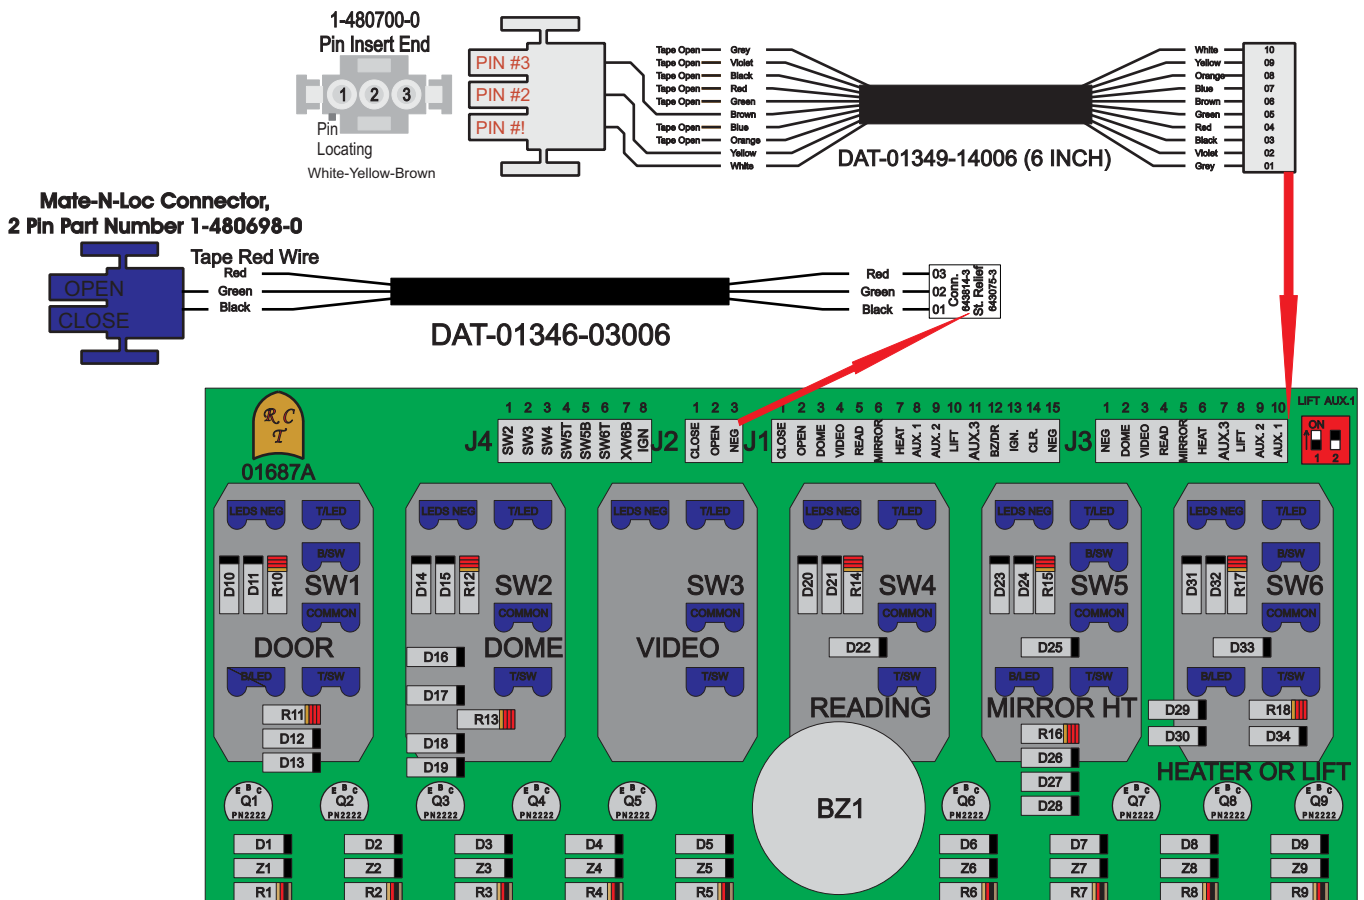 1-480700-0
Pin Insert End
1 2 3
Pin
Locating
White-Yellow-Brown
PIN #3
PIN #2
PIN #!
Tape Open Grey
Tape Open Violet
Tape Open Black
Tape Open Red
Tape Open Green
Brown
Tape Open Blue
Tape Open Orange
Yellow
White
DAT-01349-14006 (6 INCH)
White 10
Yellow 09
Orange 08
Blue 07
Brown 06
Green 05
Red 04
Black 03
Violet 02
Grey 01
Mate-N-Loc Connector,
2 Pin Part Number 1-480698-0
OPEN
CLOSE
Tape Red Wire
Red
Green
Black
DAT-01346-03006
Red 03
Green 02
Black 01
Conn.
643814-3
St. Relief
643075-3
R C
T
01687A
J4
1 2 3 4 5 6 7 8
SW2 SW3 SW4 SW5T SW5B SW6T XW6B IGN
J2
1 2 3
CLOSE OPEN NEG
J1
1 2 3 4 5 6 7 8 9 10 11 12 13 14 15
CLOSE OPEN DOME VIDEO READ MIRROR HEAT AUX. 1 AUX. 2 LIFT AUX.3 BZ/DR IGN. CLR. NEG
J3
1 2 3 4 5 6 7 8 9 10
NEG DOME VIDEO READ MIRROR HEAT AUX.3 LIFT AUX. 2 AUX. 1
LIFT AUX.1
ON
1 2
LEDS NEG T/LED
B/SW
D10 D11 R10 SW1
COMMON
DOOR
B/LED T/SW
R11
D12
D13
LEDS NEG T/LED
D14 D15 R12 SW2
COMMON
DOME
D16
T/SW
D17
R13
D18
D19
LEDS NEG T/LED
SW3
COMMON
VIDEO
T/SW
LEDS NEG T/LED
D20 D21 R14 SW4
COMMON
D22
T/SW
READING
LEDS NEG T/LED
B/SW
D23 D24 R15 SW5
COMMON
D25
B/LED T/SW
MIRROR HT
R16
D26
D27
D28
LEDS NEG T/LED
B/SW
D31 D32 R17 SW6
COMMON
D33
B/LED T/SW
D29 R18
D30 D34
HEATER OR LIFT
BZ1
E B C E B C E B C E B C E B C E B C E B C E B C E B C
Q1 Q2 Q3 Q4 Q5 Q6 Q7 Q8 Q9
PN2222 PN2222 PN2222 PN2222 PN2222 PN2222 PN2222 PN2222 PN2222
D1 D2 D3 D4 D5 D6 D7 D8 D9
Z1 Z2 Z3 Z4 Z5 Z6 Z7 Z8 Z9
R1 R2 R3 R4 R5 R6 R7 R8 R9